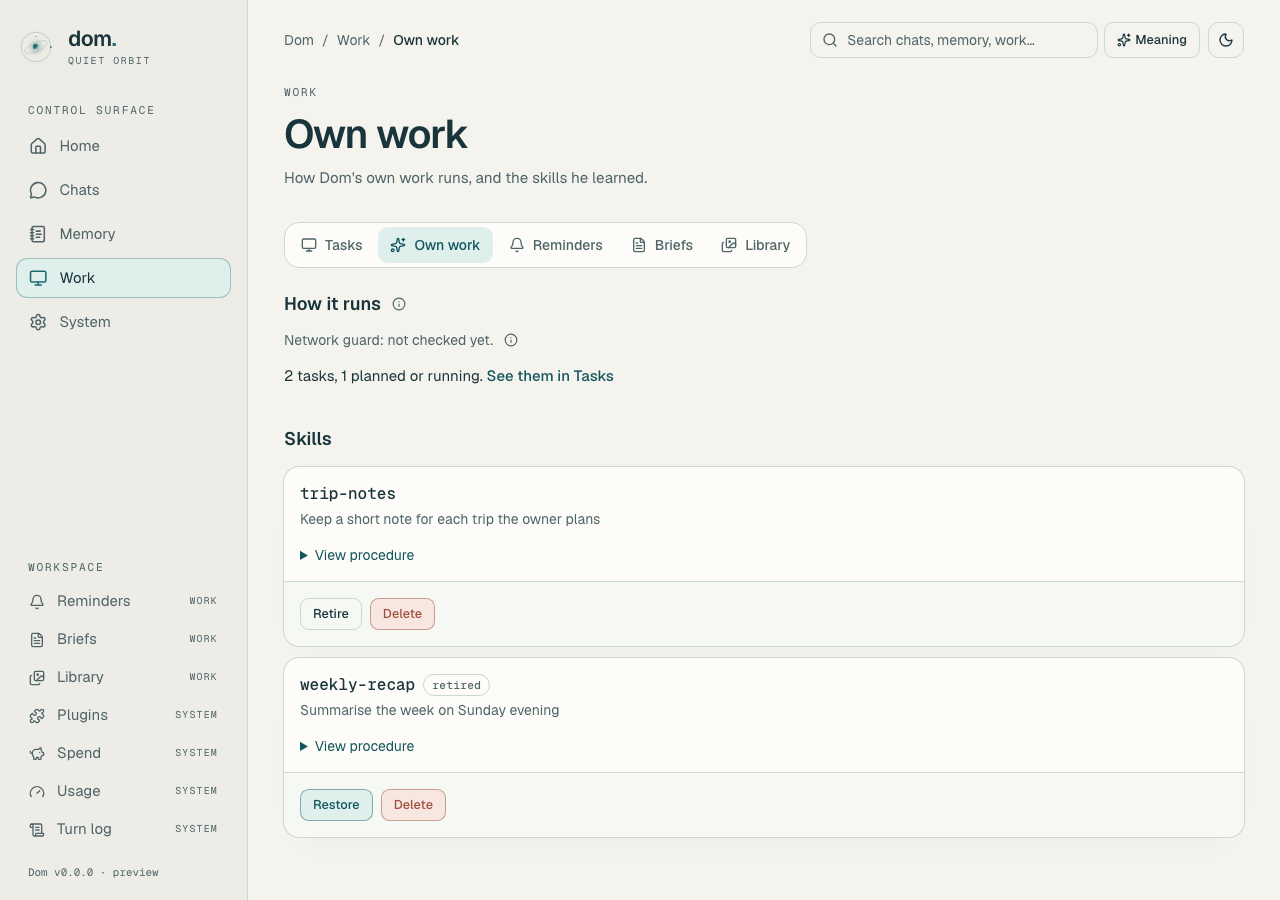 dom.
QUIET ORBIT
CONTROL SURFACE
Home
Chats
Memory
Work
System
WORKSPACE
Reminders WORK
Briefs WORK
Library WORK
Plugins SYSTEM
Spend SYSTEM
Usage SYSTEM
Turn log SYSTEM
Dom v0.0.0 · preview
Dom / Work / Own work
Search chats, memory, work…
Meaning
WORK
Own work
How Dom's own work runs, and the skills he learned.
Tasks Own work Reminders Briefs Library
How it runs
Network guard: not checked yet.
2 tasks, 1 planned or running. See them in Tasks
Skills
trip-notes
Keep a short note for each trip the owner plans
View procedure
Retire Delete
weekly-recap retired
Summarise the week on Sunday evening
View procedure
Restore Delete